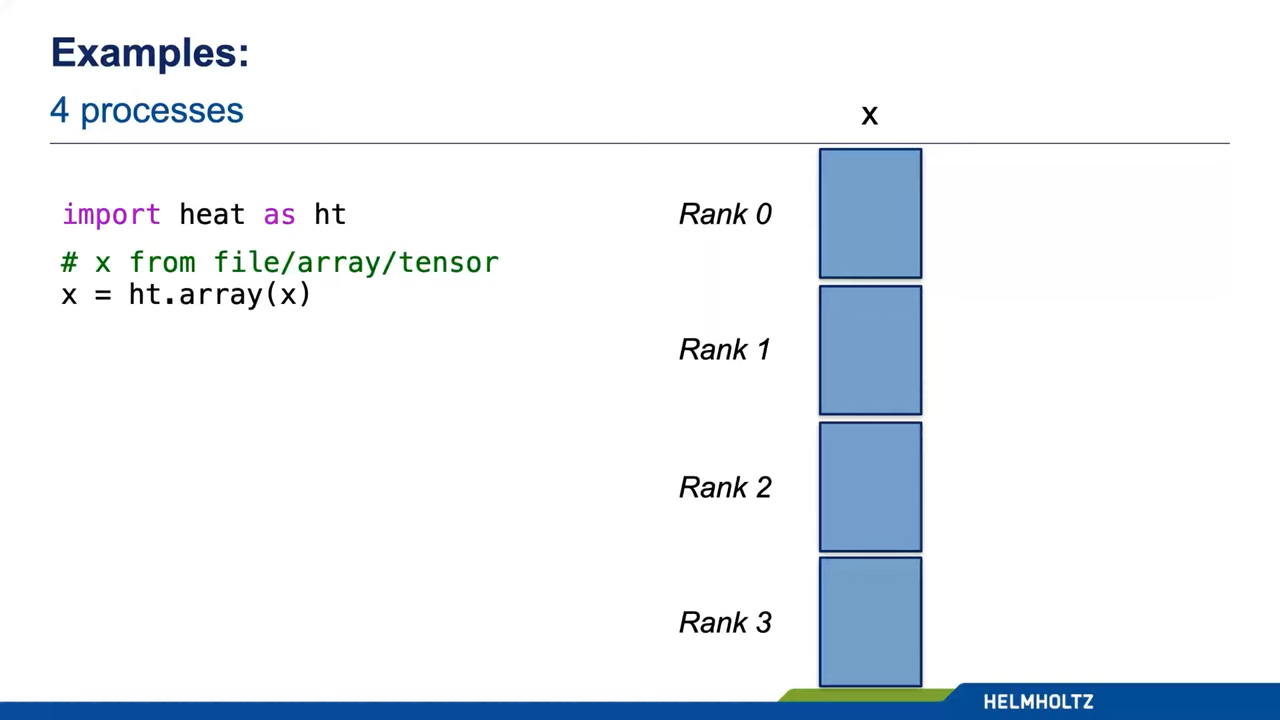 Examples:
4 processes
x
import heat as ht
# x from file/array/tensor
x = ht.array(x)
Rank 0
Rank 1
Rank 2
Rank 3
HELMHOLTZ